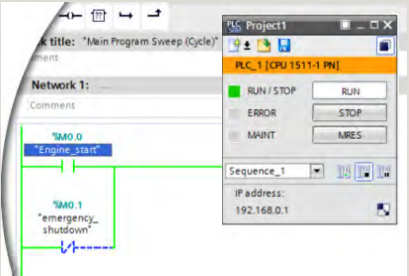 k title: "Main Program Sweep (Cycle)"
ment
Network 1: ...
Comment
%M0.0
"Engine_start"
%M0.1
"emergency_
shutdown"
Project1
PLC_1 [CPU 1511-1 PN]
RUN / STOP
RUN
ERROR
STOP
MAINT
MRES
Sequence_1
IP address:
192.168.0.1